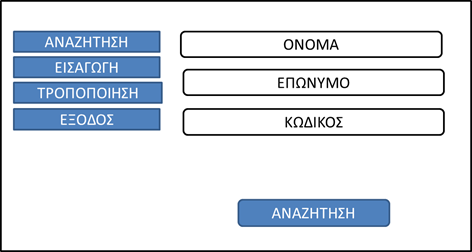 ΑΝΑΖΗΤΗΣΗ
ΕΙΣΑΓΩΓΗ
ΤΡΟΠΟΠΟΙΗΣΗ
ΕΞΟΔΟΣ
ΟΝΟΜΑ
ΕΠΩΝΥΜΟ
ΚΩΔΙΚΟΣ
ΑΝΑΖΗΤΗΣΗ